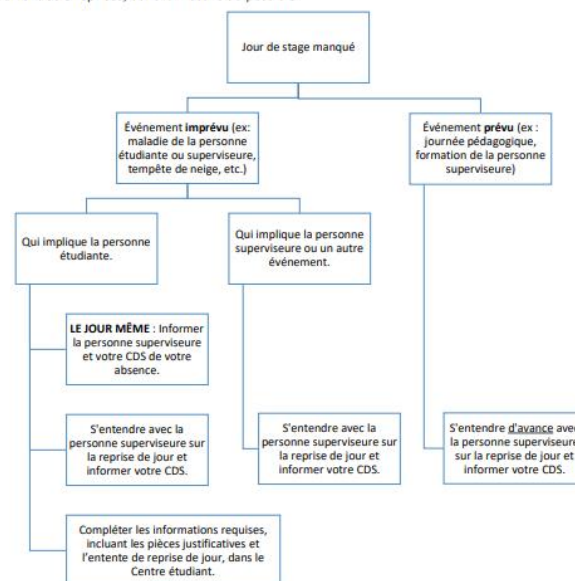 Jour de stage manqué
Événement imprévu (ex:
maladie de la personne
étudiante ou superviseure,
tempête de neige, etc.)
Événement prévu (ex :
journée pédagogique,
formation de la personne
superviseure)
Qui implique la personne
étudiante.
Qui implique la personne
superviseure ou un autre
événement.
LE JOUR MÊME : Informer
la personne superviseure
et votre CDS de votre
absence.
S'entendre avec la
personne superviseure sur
la reprise de jour et
informer votre CDS.
S'entendre avec la
personne superviseure sur
la reprise de jour et
informer votre CDS.
S'entendre d'avance avec
la personne superviseure
sur la reprise de jour et
informer votre CDS.
Compléter les informations requises,
incluant les pièces justificatives et
l'entente de reprise de jour, dans le
Centre étudiant.